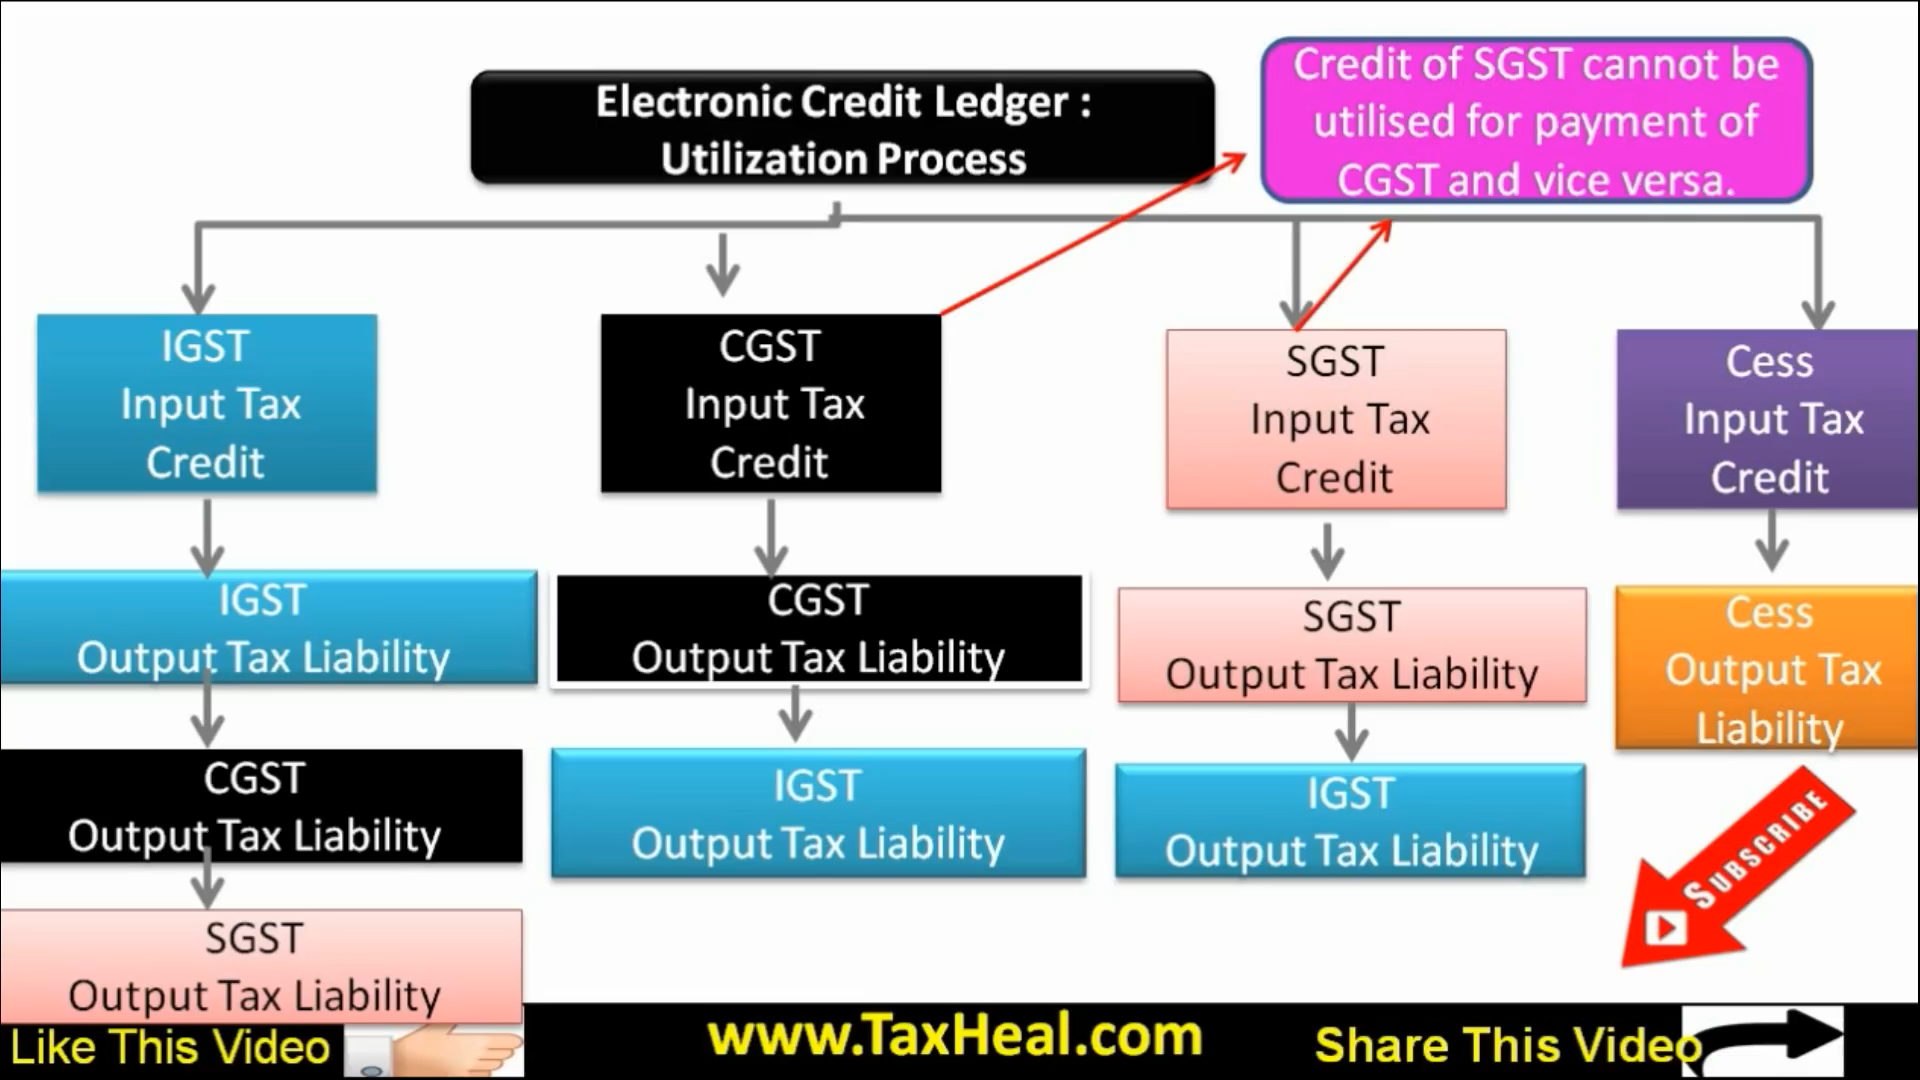 Electronic Credit Ledger :
Utilization Process
Credit of SGST cannot be
utilised for payment of
CGST and vice versa.
IGST
Input Tax
Credit
CGST
Input Tax
Credit
SGST
Input Tax
Credit
Cess
Input Tax
Credit
IGST
Output Tax Liability
CGST
Output Tax Liability
SGST
Output Tax Liability
Cess
Output Tax
Liability
CGST
Output Tax Liability
IGST
Output Tax Liability
IGST
Output Tax Liability
SUBSCRIBE
SGST
Output Tax Liability
Like This Video
www.TaxHeal.com
Share This Video